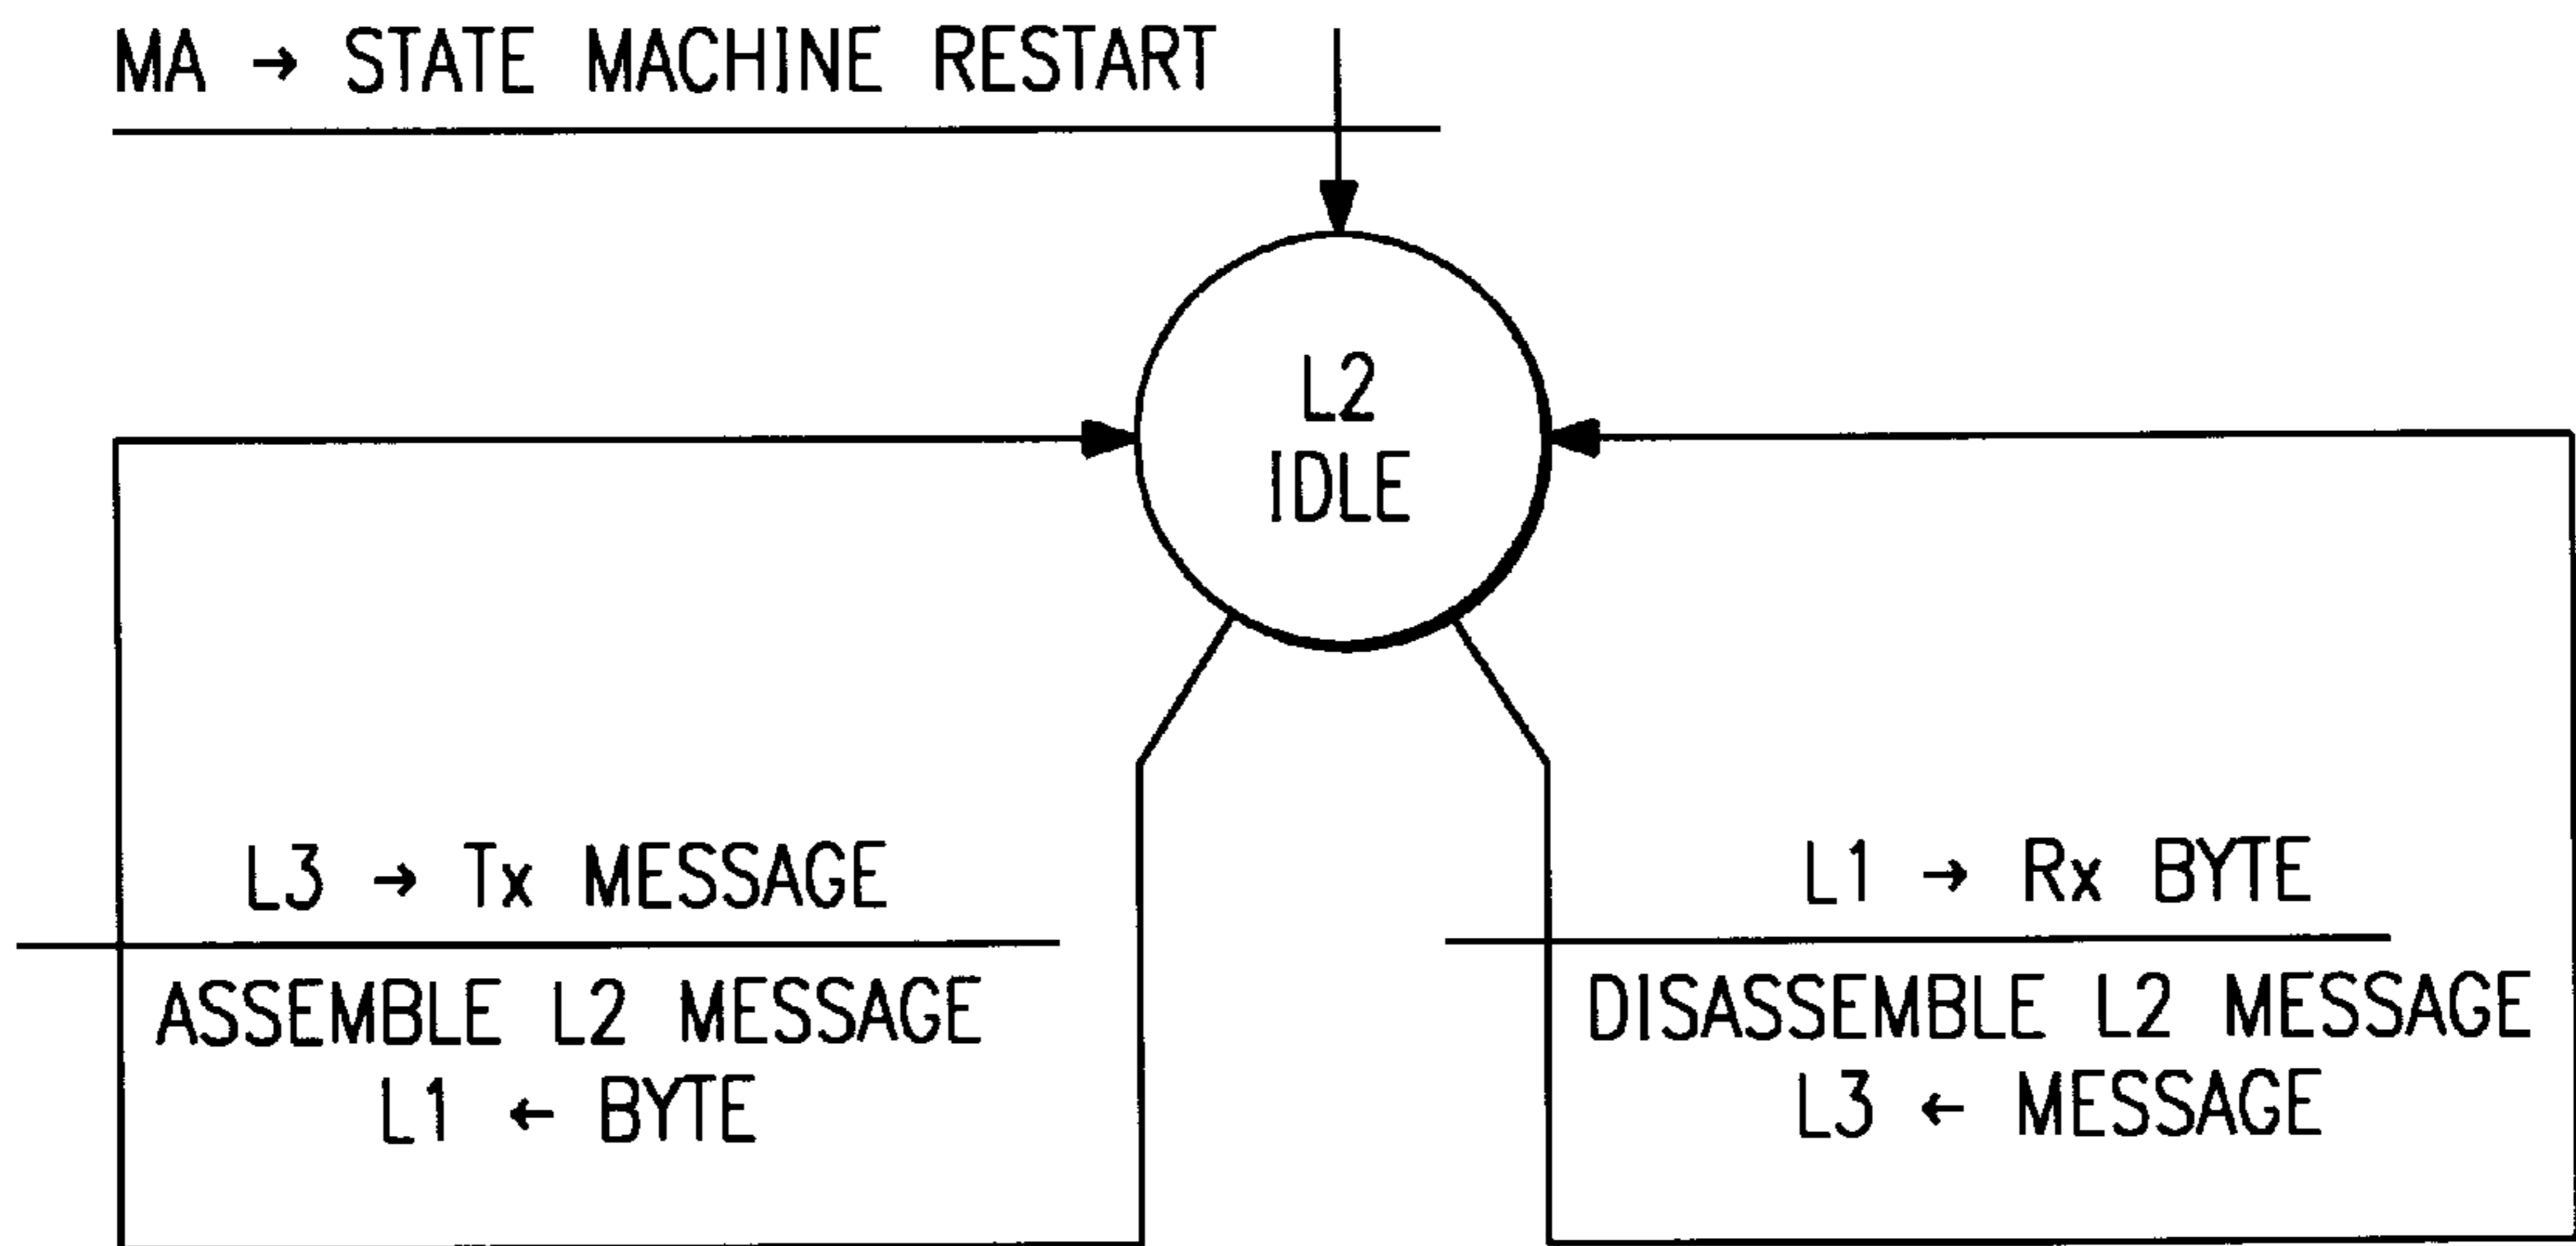 MA → STATE MACHINE RESTART
L2
IDLE
L3 → Tx MESSAGE
ASSEMBLE L2 MESSAGE
L1 ← BYTE
L1 → Rx BYTE
DISASSEMBLE L2 MESSAGE
L3 ← MESSAGE